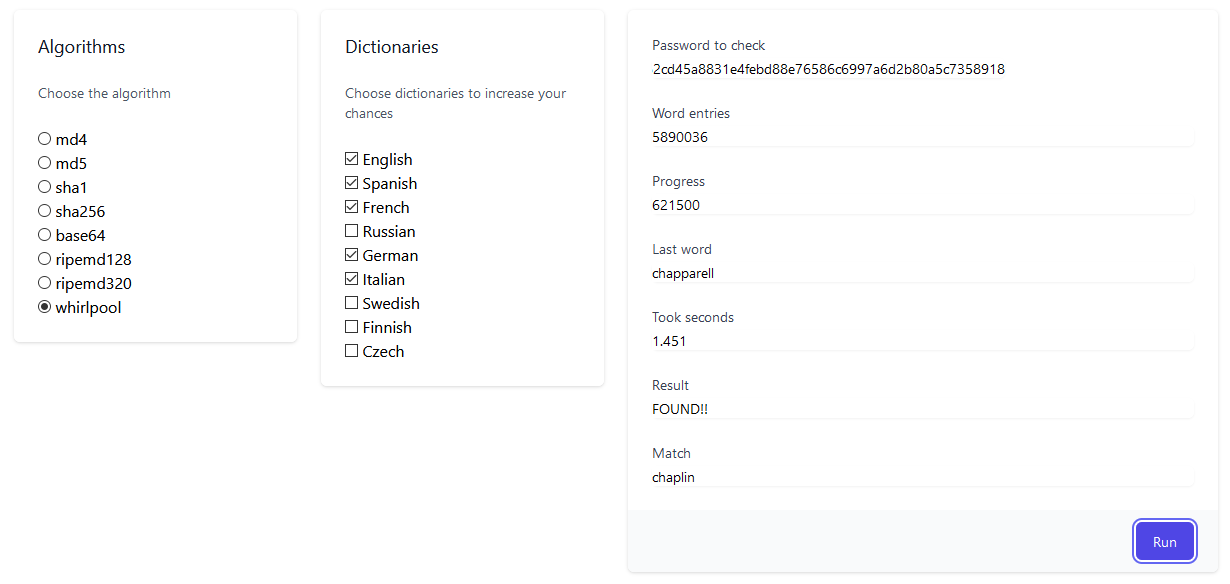 Algorithms
Choose the algorithm
md4
md5
sha1
sha256
base64
ripemd128
ripemd320
whirlpool
Dictionaries
Choose dictionaries to increase your
chances
English
Spanish
French
Russian
German
Italian
Swedish
Finnish
Czech
Password to check
2cd45a8831e4febd88e76586c6997a6d2b80a5c7358918
Word entries
5890036
Progress
621500
Last word
chapparell
Took seconds
1.451
Result
FOUND!!
Match
chaplin
Run